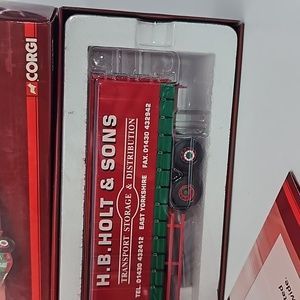 CORGI
H.B. HOLT & SONS
TRANSPORT STORAGE & DISTRIBUTION
TEL. 01430 432412 EAST YORKSHIRE FAX. 01430 432942